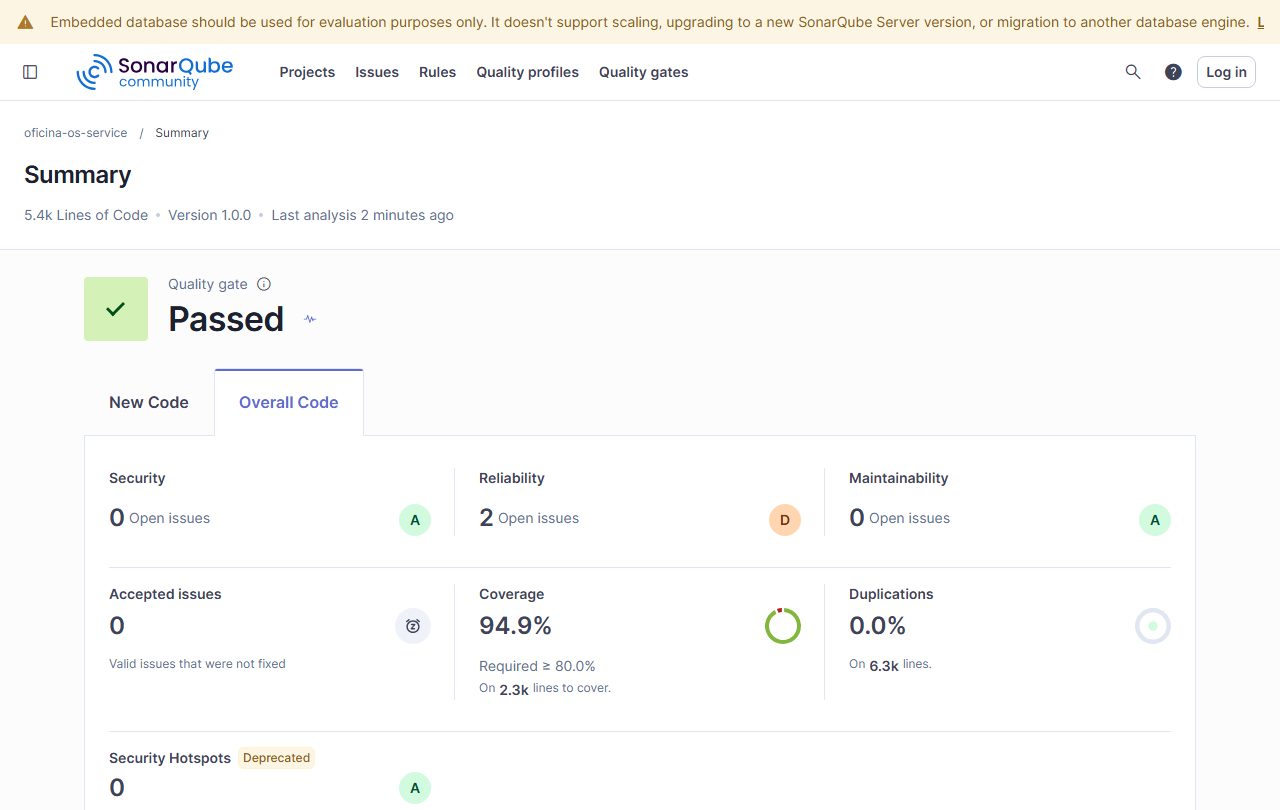 Embedded database should be used for evaluation purposes only. It doesn't support scaling, upgrading to a new SonarQube Server version, or migration to another database engine. L
SonarQube community
Projects Issues Rules Quality profiles Quality gates
? Log in
oficina-os-service / Summary
Summary
5.4k Lines of Code • Version 1.0.0 • Last analysis 2 minutes ago
Quality gate
Passed
New Code Overall Code
Security Reliability Maintainability
0 Open issues A 2 Open issues D 0 Open issues A
Accepted issues Coverage Duplications
0 94.9% 0.0%
Valid issues that were not fixed Required ≥ 80.0% On 6.3k lines.
On 2.3k lines to cover.
Security Hotspots Deprecated
0 A